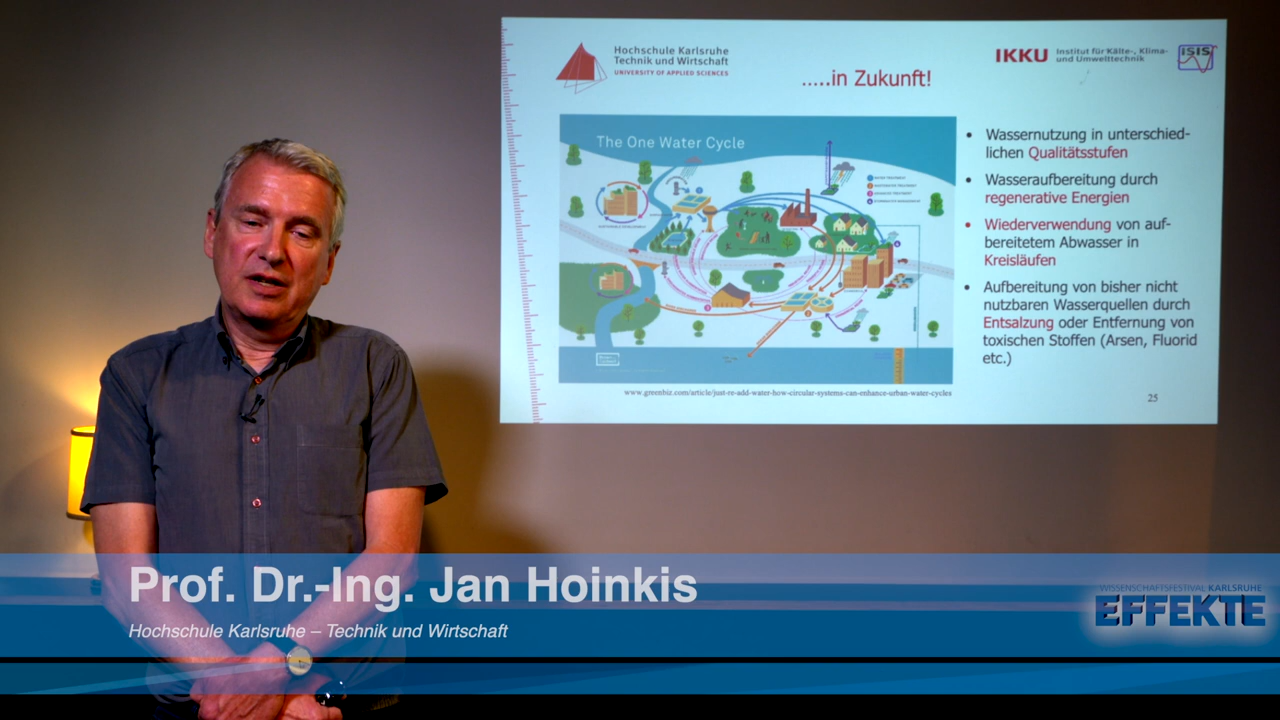 Hochschule Karlsruhe
Technik und Wirtschaft
UNIVERSITY OF APPLIED SCIENCES
IKKU Institut für Kälte-, Klima-
und Umwelttechnik
ISIS
.....in Zukunft!
The One Water Cycle
WATER TREATMENT
• Wassernutzung in unterschied-
lichen Qualitätsstufen
• Wasseraufbereitung durch
regenerative Energien
• Wiederverwendung von auf-
bereitetem Abwasser in
Kreisläufen
• Aufbereitung von bisher nicht
nutzbaren Wasserquellen durch
Entsalzung oder Entfernung von
toxischen Stoffen (Arsen, Fluorid
etc.)
www.greenbiz.com/article/just-re-add-water-how-circular-systems-can-enhance-urban-water-cycles
25
Prof. Dr.-Ing. Jan Hoinkis
Hochschule Karlsruhe – Technik und Wirtschaft
WISSENSCHAFTSFESTIVAL KARLSRUHE
EFFEKTE